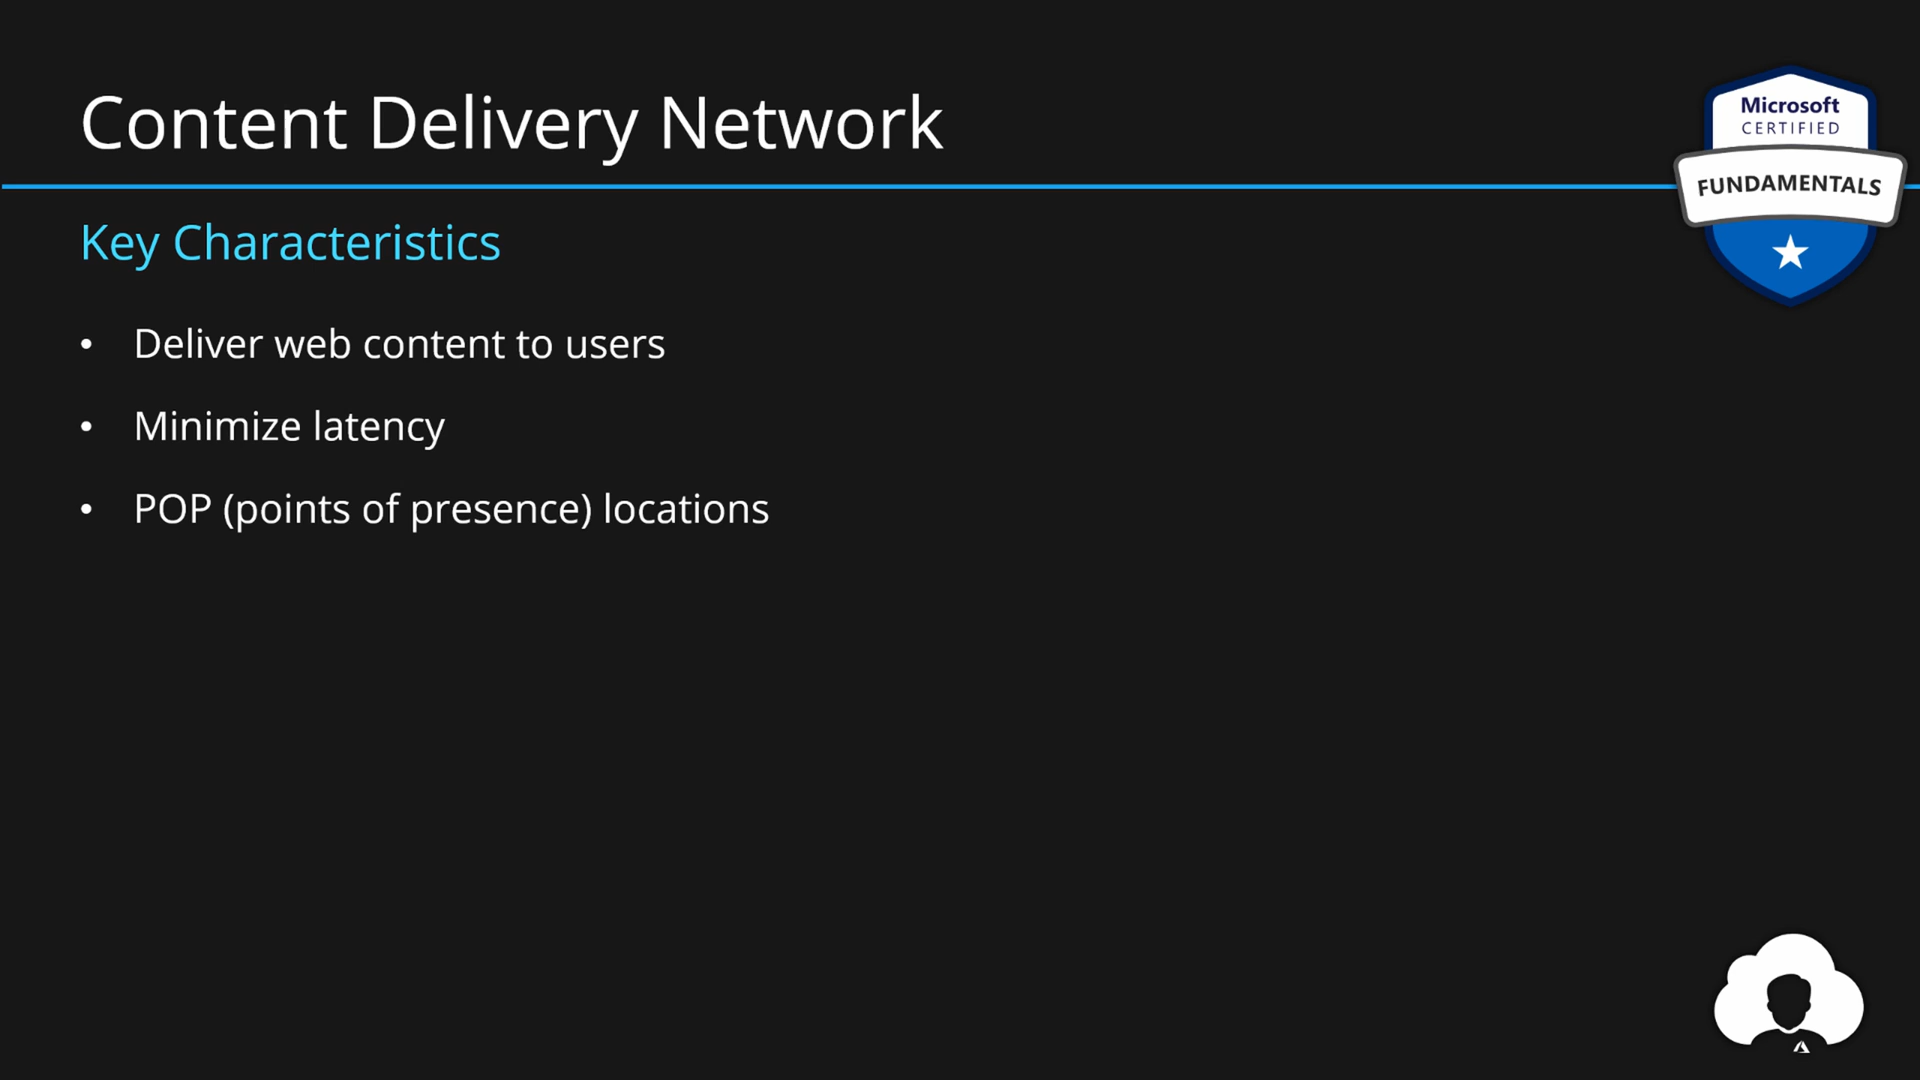 Content Delivery Network
Microsoft
CERTIFIED
FUNDAMENTALS
Key Characteristics
• Deliver web content to users
• Minimize latency
• POP (points of presence) locations